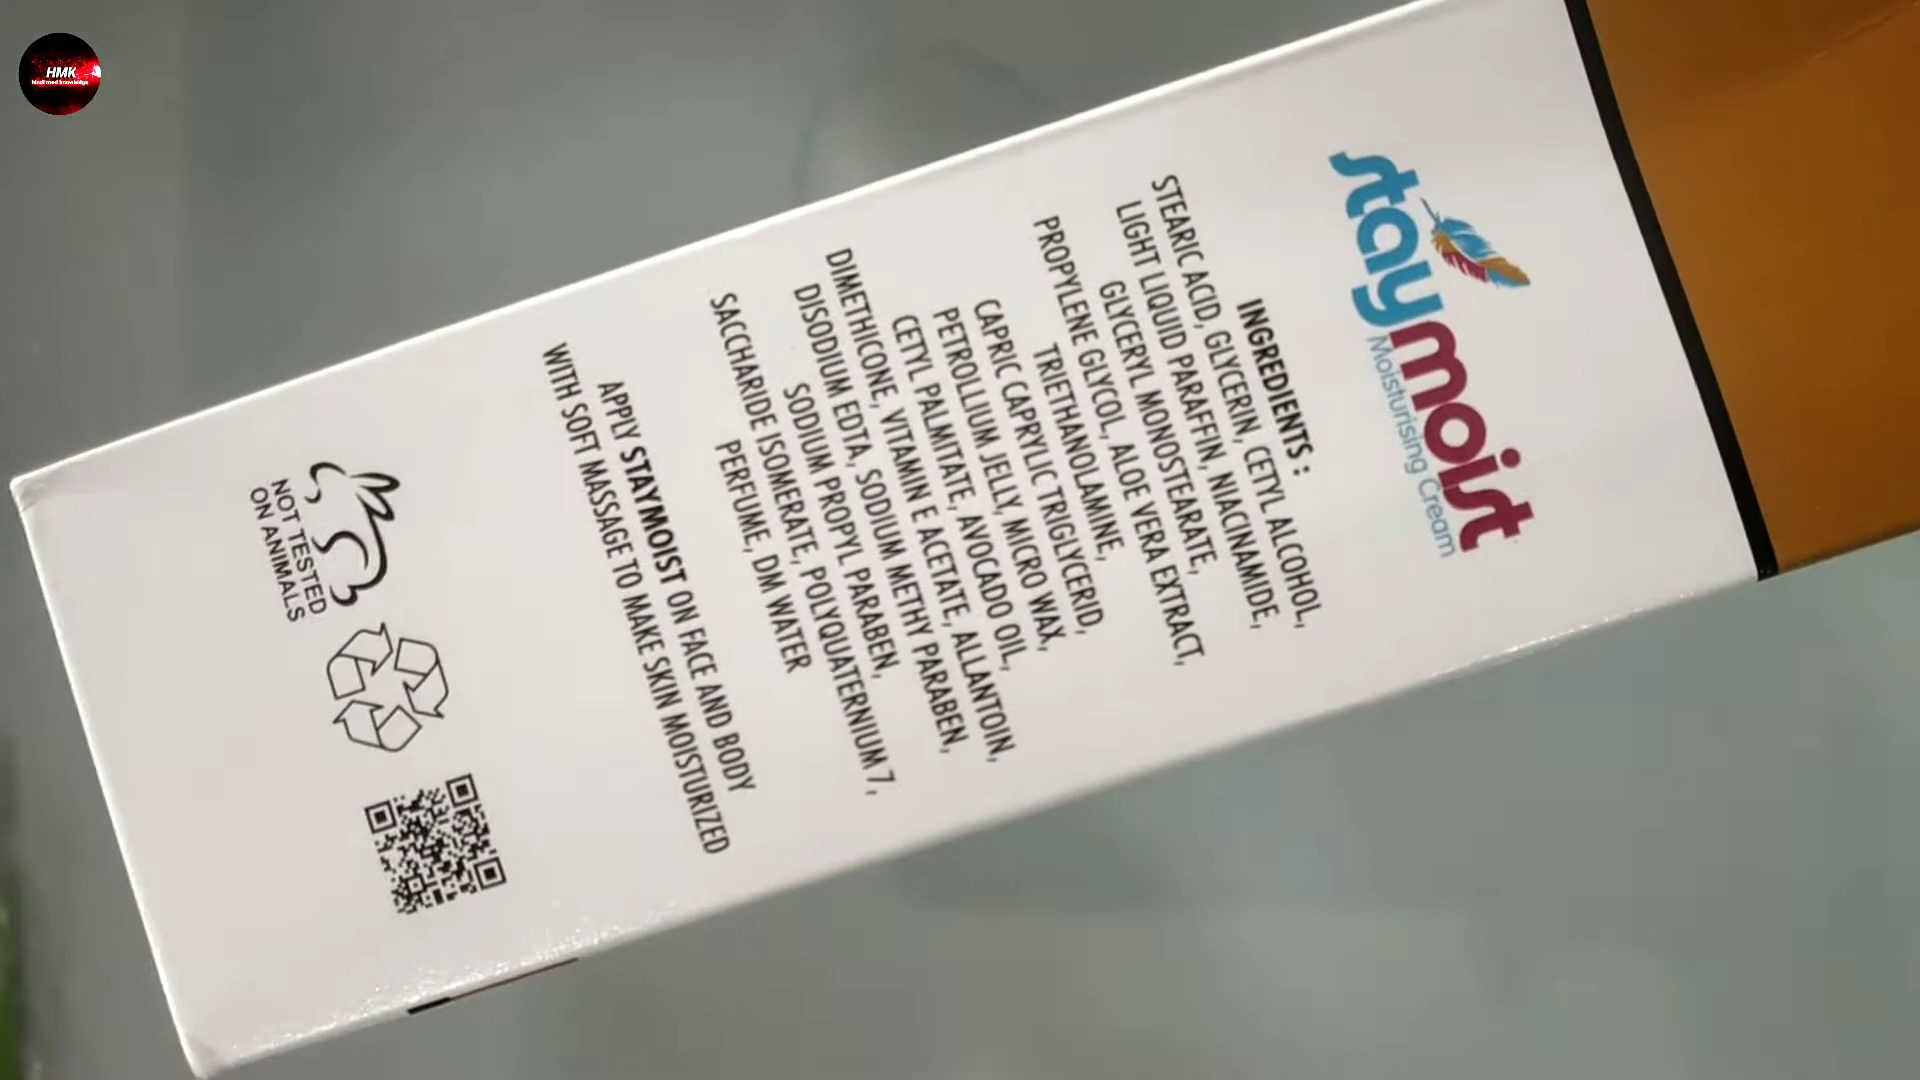 HMK
hindi med knowledge
staymoist
Moisturising Cream
INGREDIENTS :
STEARIC ACID, GLYCERIN, CETYL ALCOHOL,
LIGHT LIQUID PARAFFIN, NIACINAMIDE,
GLYCERYL MONOSTEARATE,
PROPYLENE GLYCOL, ALOE VERA EXTRACT,
TRIETHANOLAMINE,
CAPRIC CAPRYLIC TRIGLYCERID,
PETROLLIUM JELLY, MICRO WAX,
CETYL PALMITATE, AVOCADO OIL,
DIMETHICONE, VITAMIN E ACETATE, ALLANTOIN,
DISODIUM EDTA, SODIUM METHY PARABEN,
SODIUM PROPYL PARABEN,
SACCHARIDE ISOMERATE, POLYQUATERNIUM 7,
PERFUME, DM WATER
APPLY STAYMOIST ON FACE AND BODY
WITH SOFT MASSAGE TO MAKE SKIN MOISTURIZED
NOT TESTED
ON ANIMALS